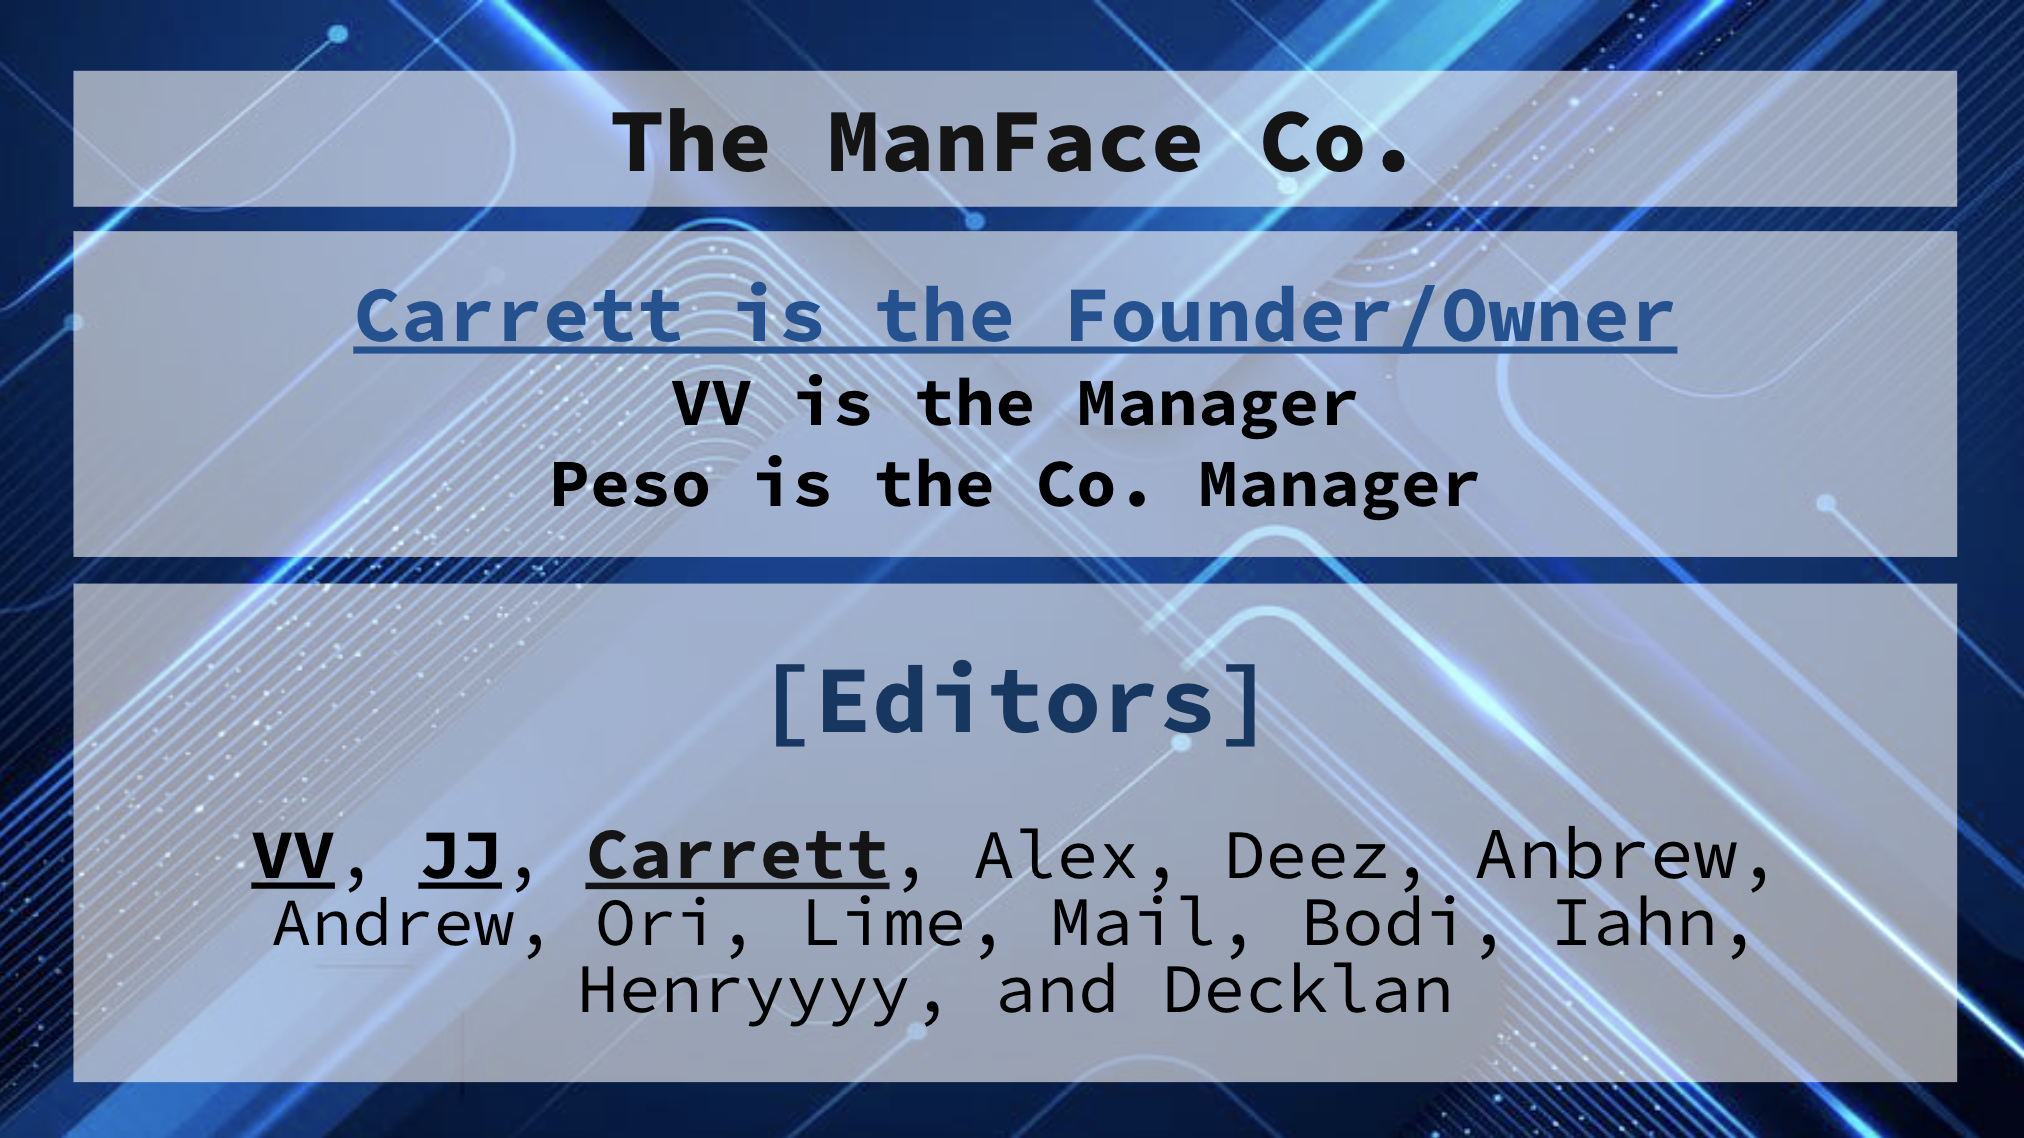 The ManFace Co.
Carrett is the Founder/Owner
VV is the Manager
Peso is the Co. Manager
[Editors]
VV, JJ, Carrett, Alex, Deez, Anbrew,
Andrew, Ori, Lime, Mail, Bodi, Iahn,
Henryyyy, and Decklan